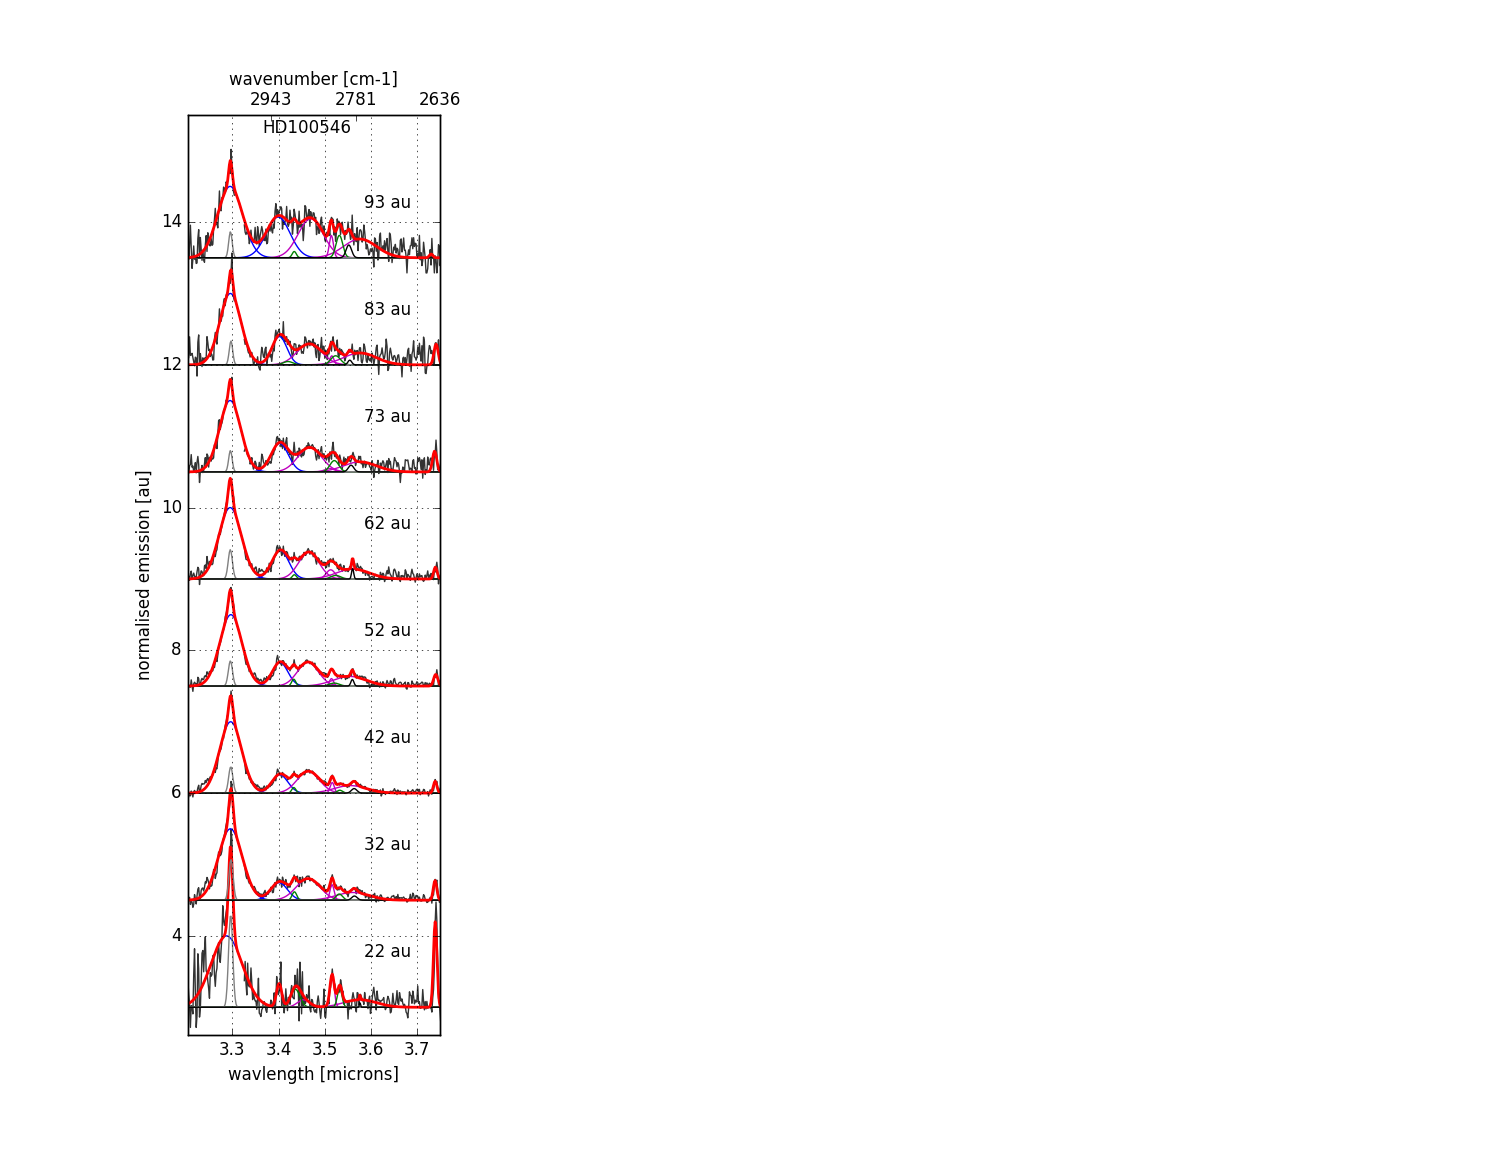 wavenumber [cm-1]
2943 2781 2636
HD100546
93 au
14
83 au
12
73 au
10
62 au
normalised emission [au]
8
52 au
42 au
6
32 au
4
22 au
3.3 3.4 3.5 3.6 3.7
wavlength [microns]